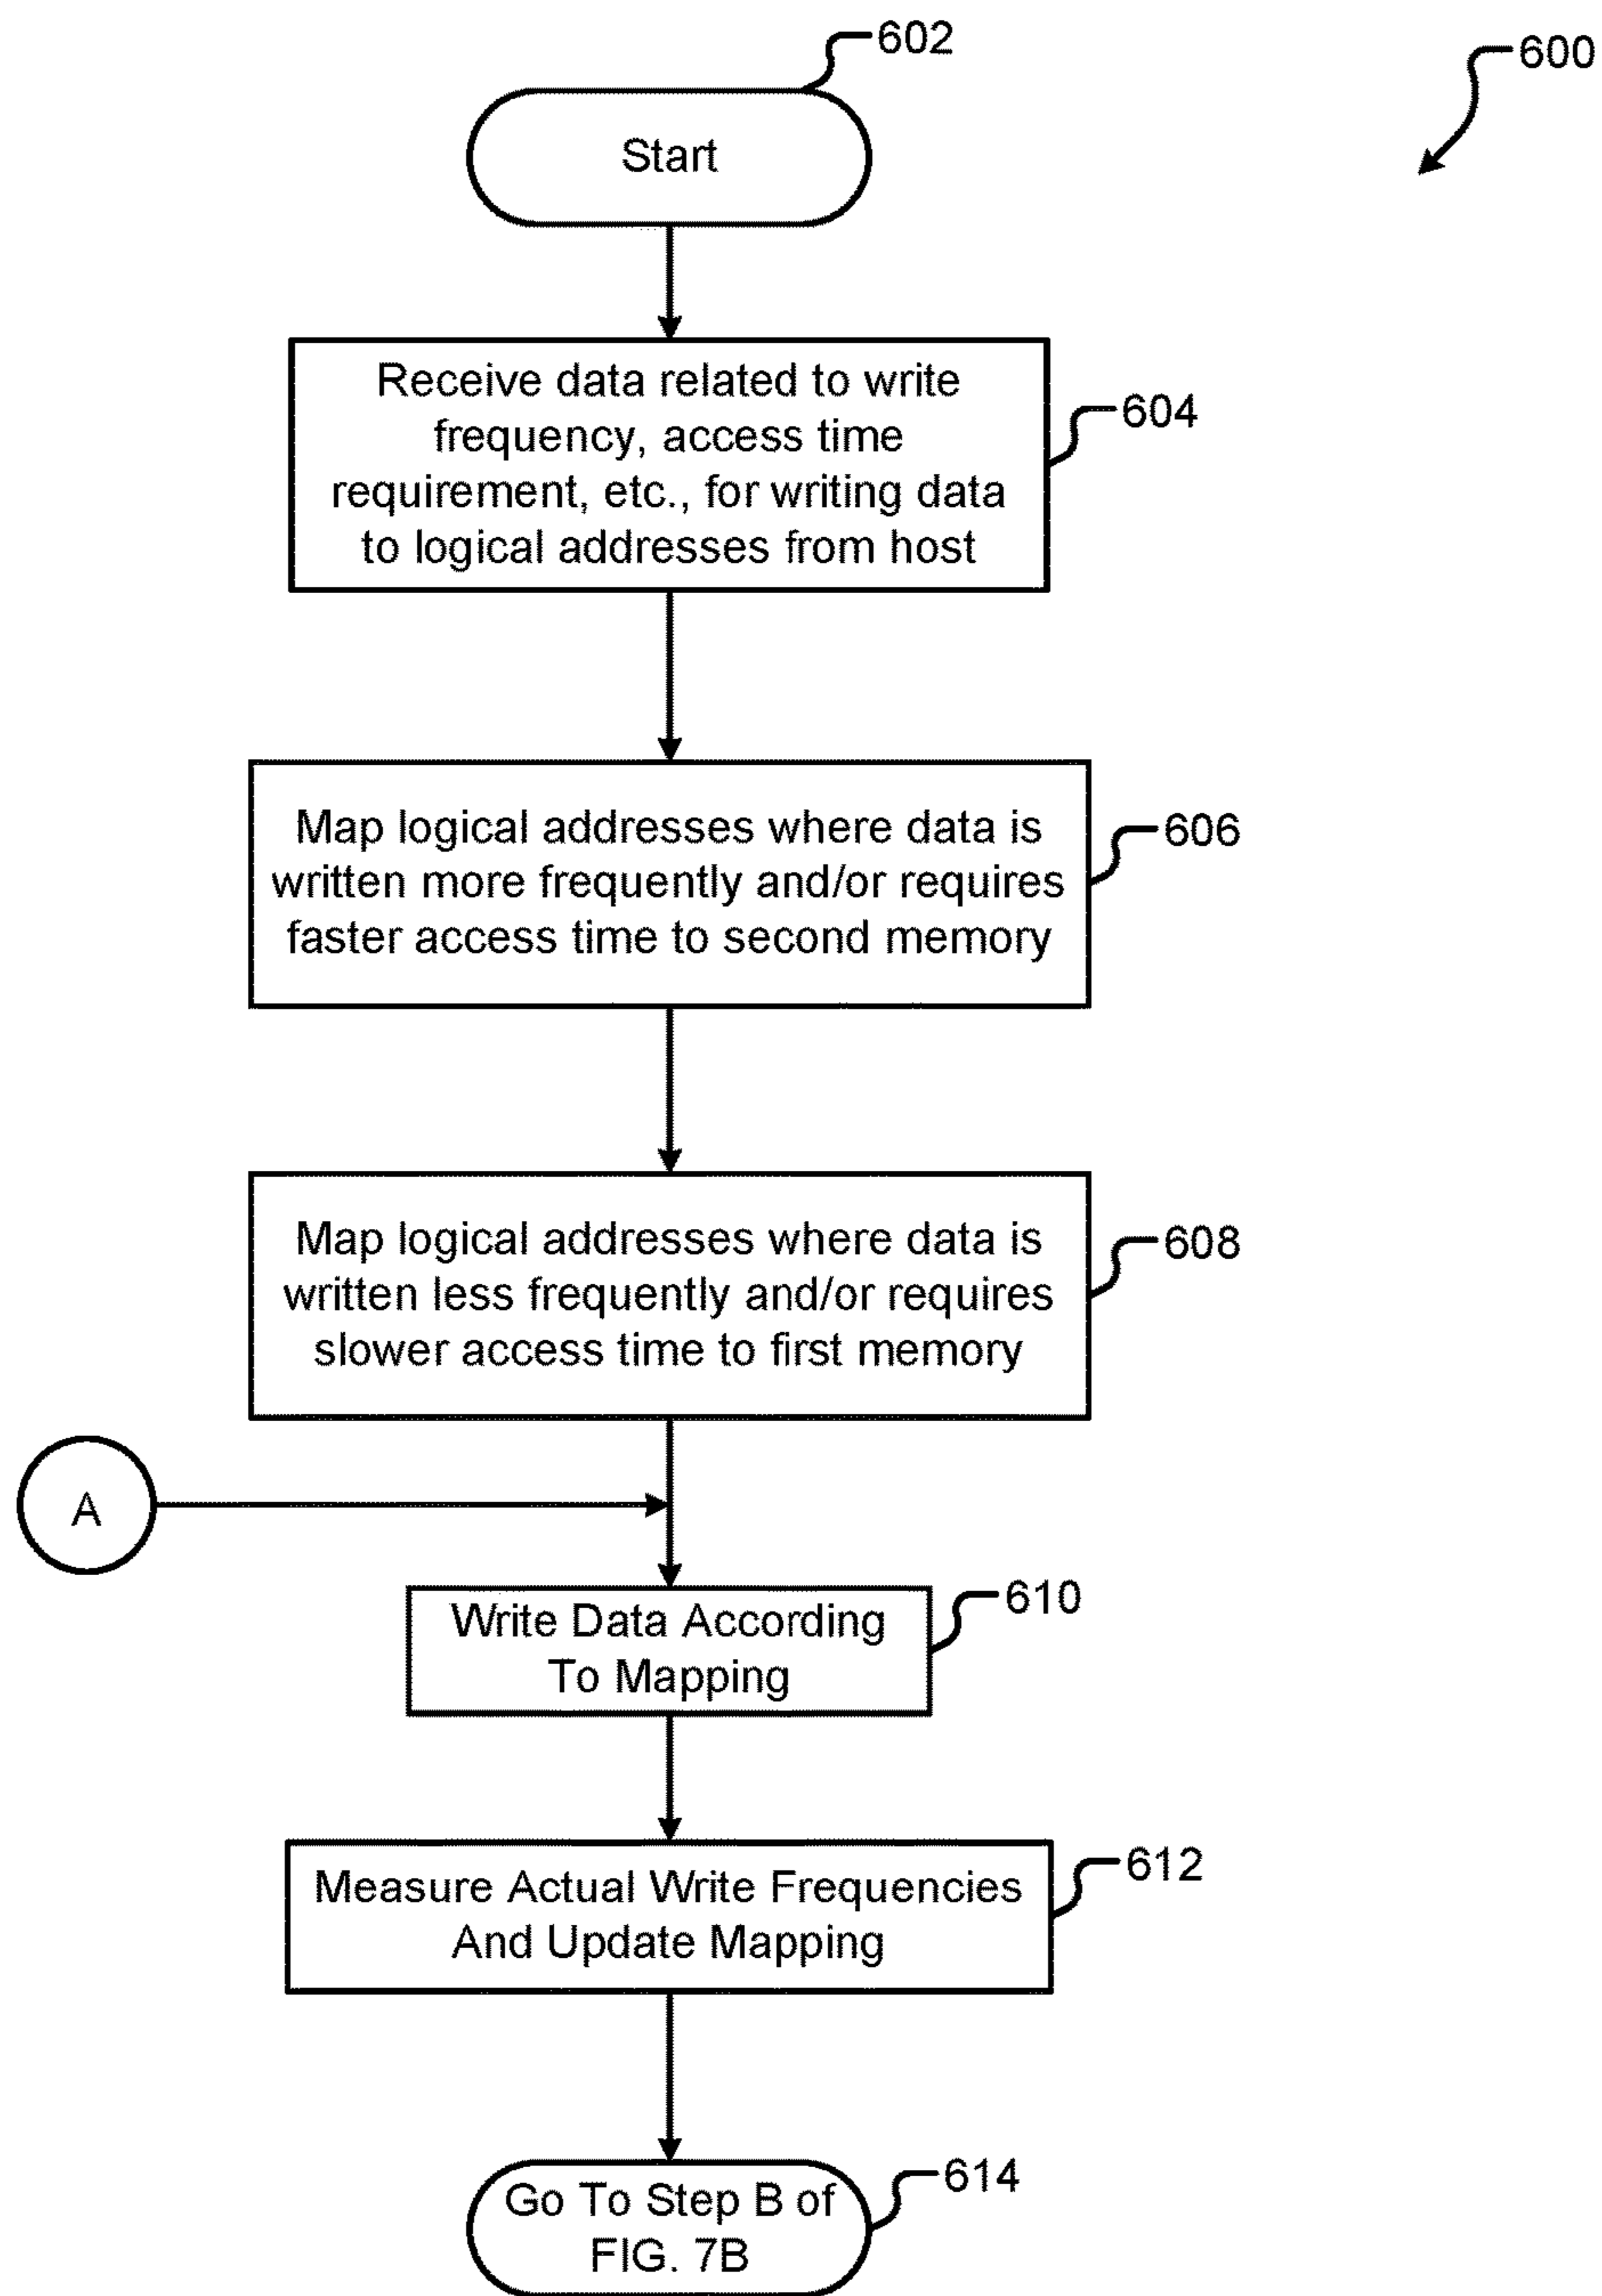 602
600
Start
Receive data related to write
frequency, access time
requirement, etc., for writing data
to logical addresses from host
604
Map logical addresses where data is
written more frequently and/or requires
faster access time to second memory
606
Map logical addresses where data is
written less frequently and/or requires
slower access time to first memory
608
A
Write Data According
To Mapping
610
Measure Actual Write Frequencies
And Update Mapping
612
Go To Step B of
FIG. 7B
614